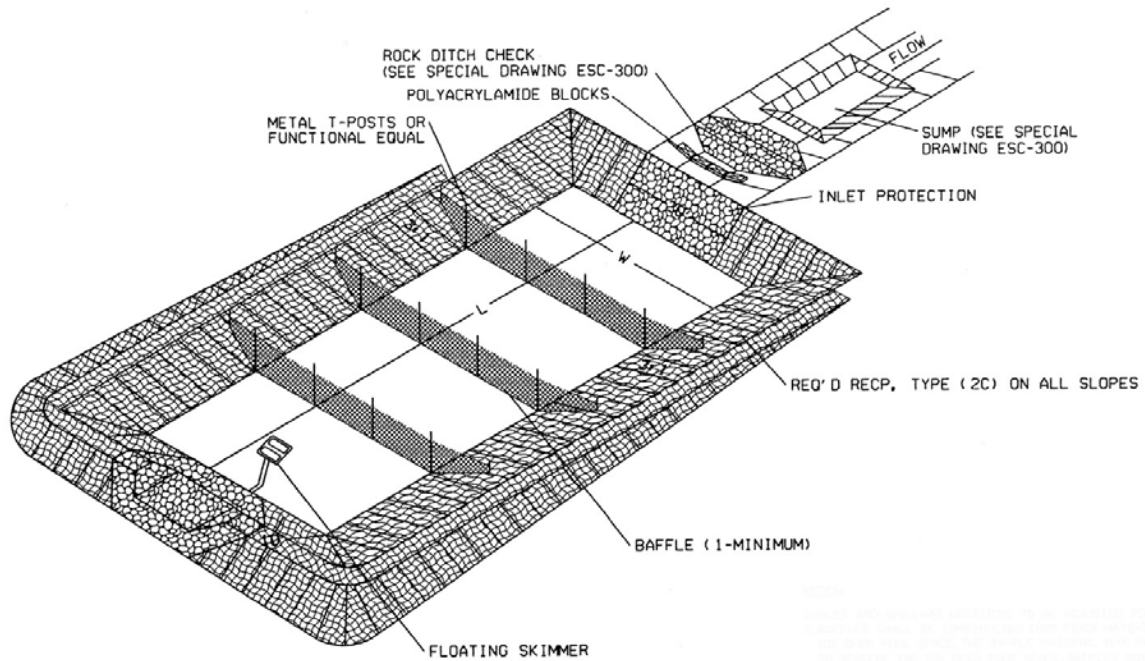 ROCK DITCH CHECK
(SEE SPECIAL DRAWING ESC-300)
POLYACRYLAMIDE BLOCKS
METAL T-POSTS OR
FUNCTIONAL EQUAL
FLOW
SUMP (SEE SPECIAL
DRAWING ESC-300)
INLET PROTECTION
W
L
REQ'D RECP, TYPE (2C) ON ALL SLOPES
BAFFLE (1-MINIMUM)
FLOATING SKIMMER